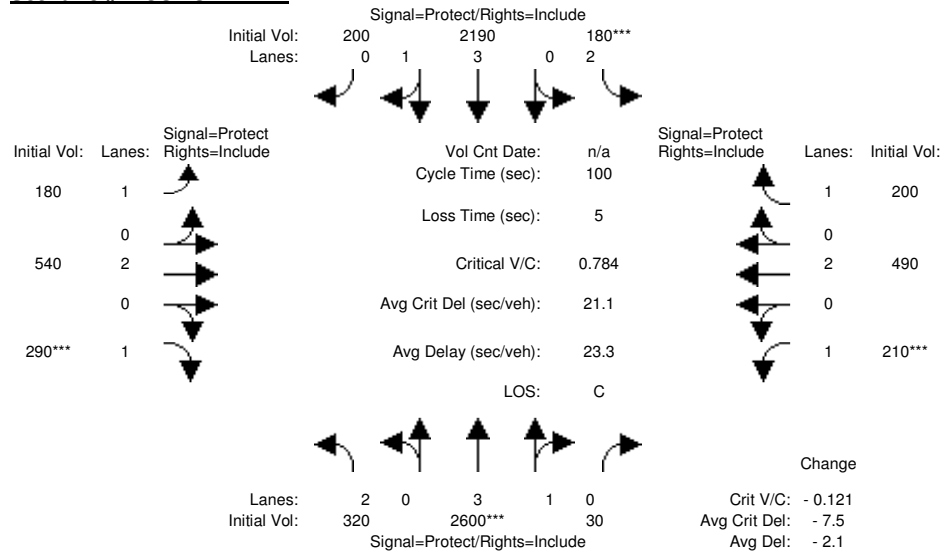 Signal=Protect/Rights=Include
Initial Vol: 200 2190 180***
Lanes: 0 1 3 0 2
Signal=Protect Signal=Protect
Initial Vol: Lanes: Rights=Include Vol Cnt Date: n/a Rights=Include Lanes: Initial Vol:
Cycle Time (sec): 100
180 1 1 200
Loss Time (sec): 5
0 0
540 2 Critical V/C: 0.784 2 490
0 Avg Crit Del (sec/veh): 21.1 0
290*** 1 Avg Delay (sec/veh): 23.3 1 210***
LOS: C
Change
Lanes: 2 0 3 1 0 Crit V/C: - 0.121
Initial Vol: 320 2600*** 30 Avg Crit Del: - 7.5
Signal=Protect/Rights=Include Avg Del: - 2.1